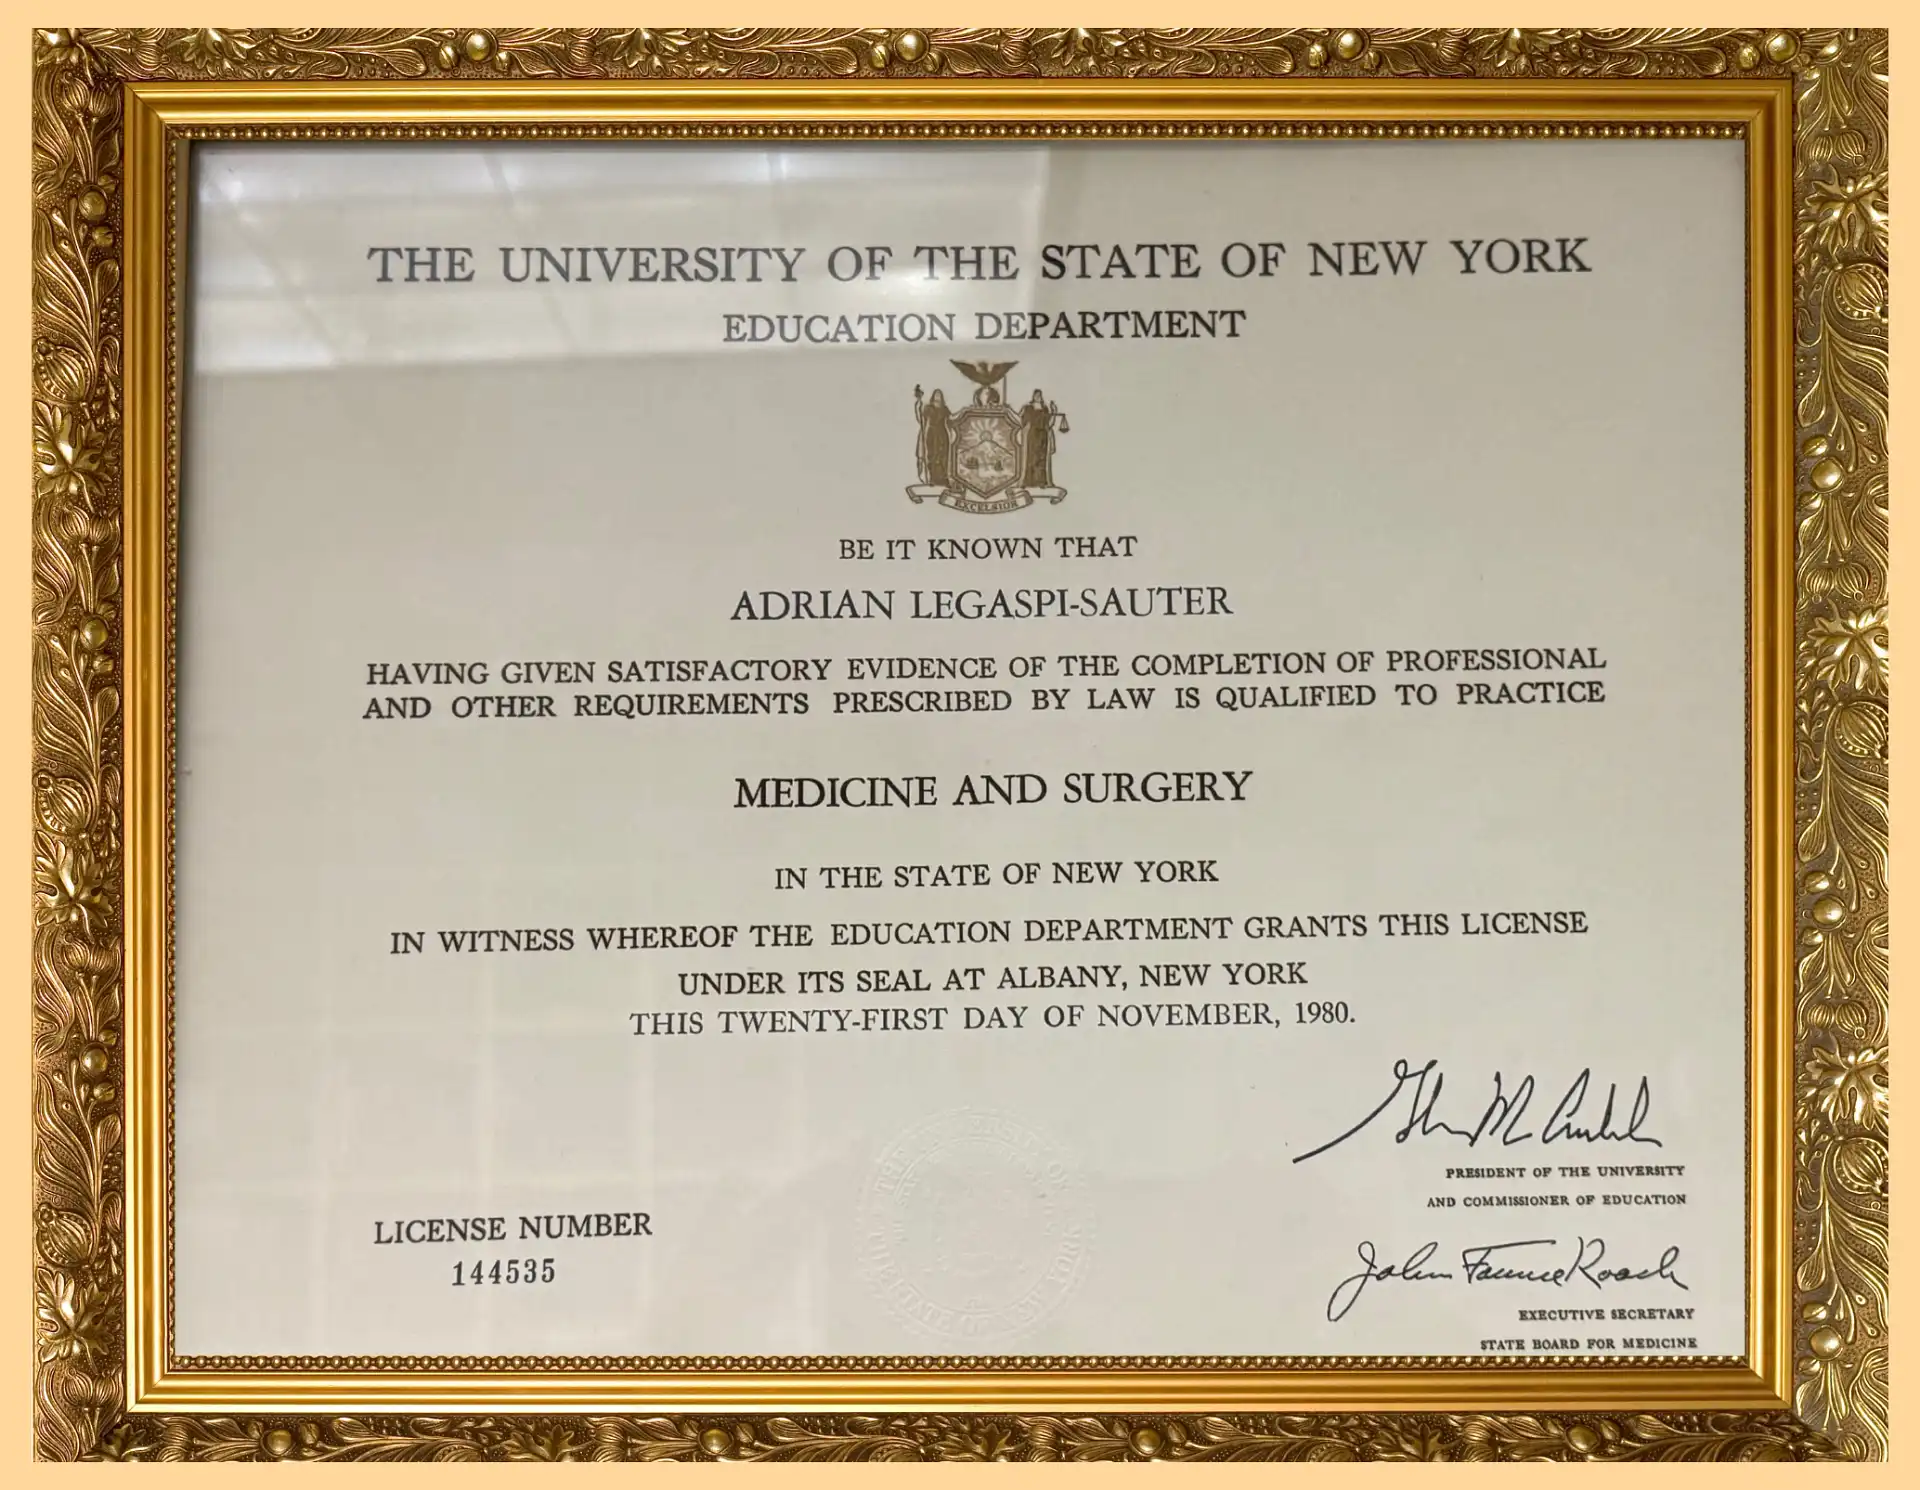 THE UNIVERSITY OF THE STATE OF NEW YORK
EDUCATION DEPARTMENT
EXCELSIOR
BE IT KNOWN THAT
ADRIAN LEGASPI-SAUTER
HAVING GIVEN SATISFACTORY EVIDENCE OF THE COMPLETION OF PROFESSIONAL
AND OTHER REQUIREMENTS PRESCRIBED BY LAW IS QUALIFIED TO PRACTICE
MEDICINE AND SURGERY
IN THE STATE OF NEW YORK
IN WITNESS WHEREOF THE EDUCATION DEPARTMENT GRANTS THIS LICENSE
UNDER ITS SEAL AT ALBANY, NEW YORK
THIS TWENTY-FIRST DAY OF NOVEMBER, 1980.
PRESIDENT OF THE UNIVERSITY
AND COMMISSIONER OF EDUCATION
LICENSE NUMBER
144535
John Roach
EXECUTIVE SECRETARY
STATE BOARD FOR MEDICINE